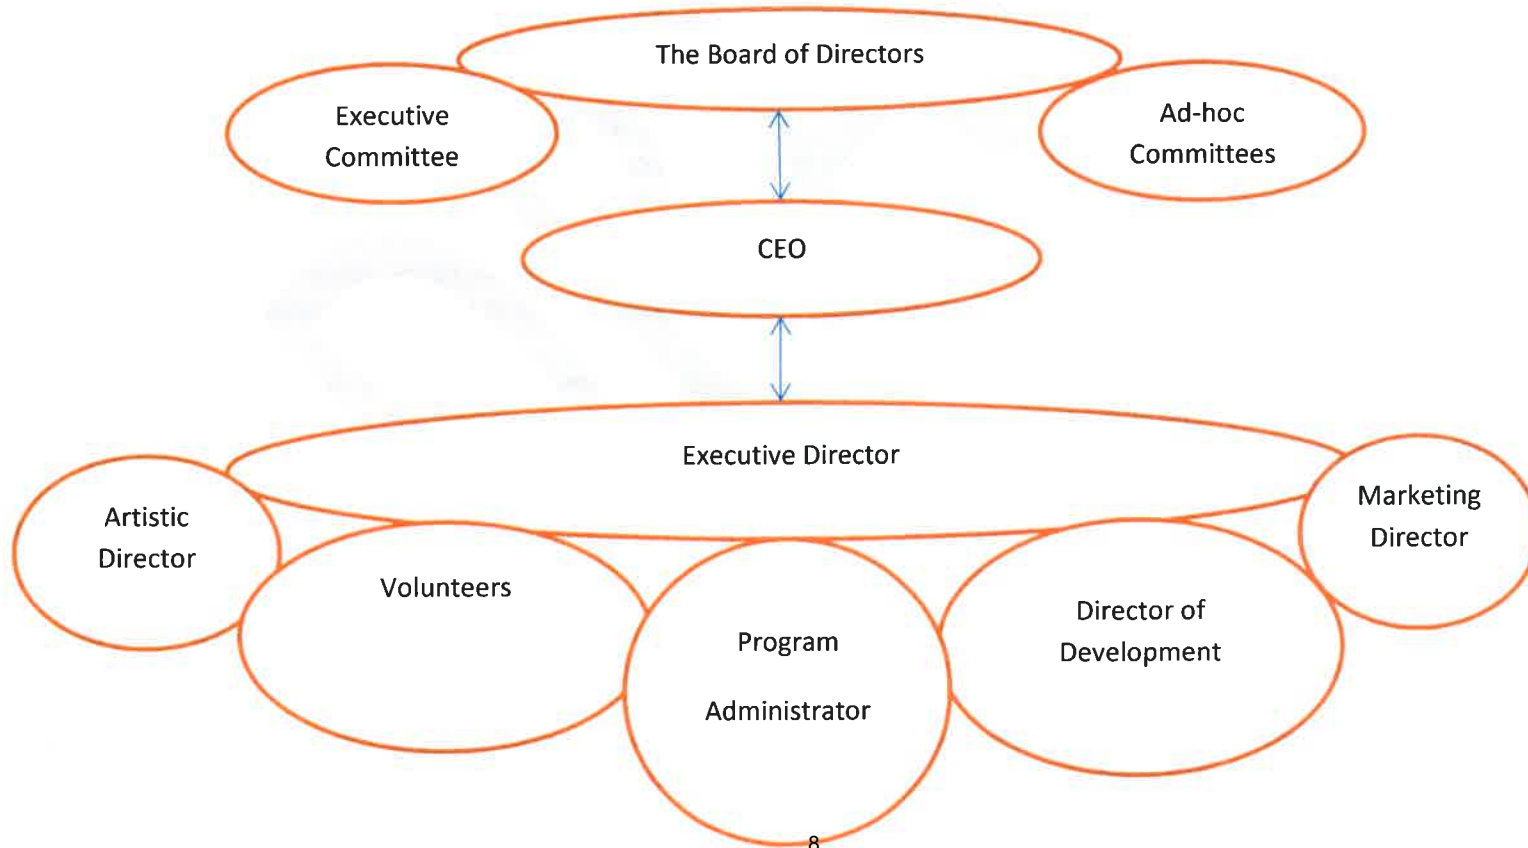 The Board of Directors
Executive
Committee
Ad-hoc
Committees
CEO
Executive Director
Artistic
Director
Volunteers
Program
Administrator
Director of
Development
Marketing
Director
8